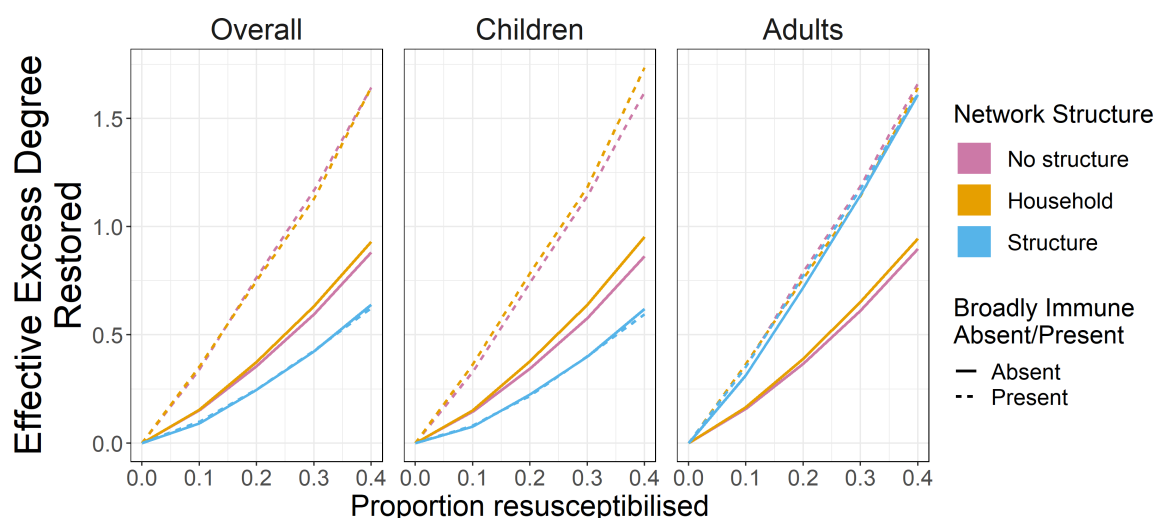 Overall
Children
Adults
Effective Excess Degree
Restored
1.5
1.0
0.5
0.0
0.0 0.1 0.2 0.3 0.4
0.0 0.1 0.2 0.3 0.4
0.0 0.1 0.2 0.3 0.4
Proportion resusceptibilised
Network Structure
No structure
Household
Structure
Broadly Immune
Absent/Present
Absent
Present